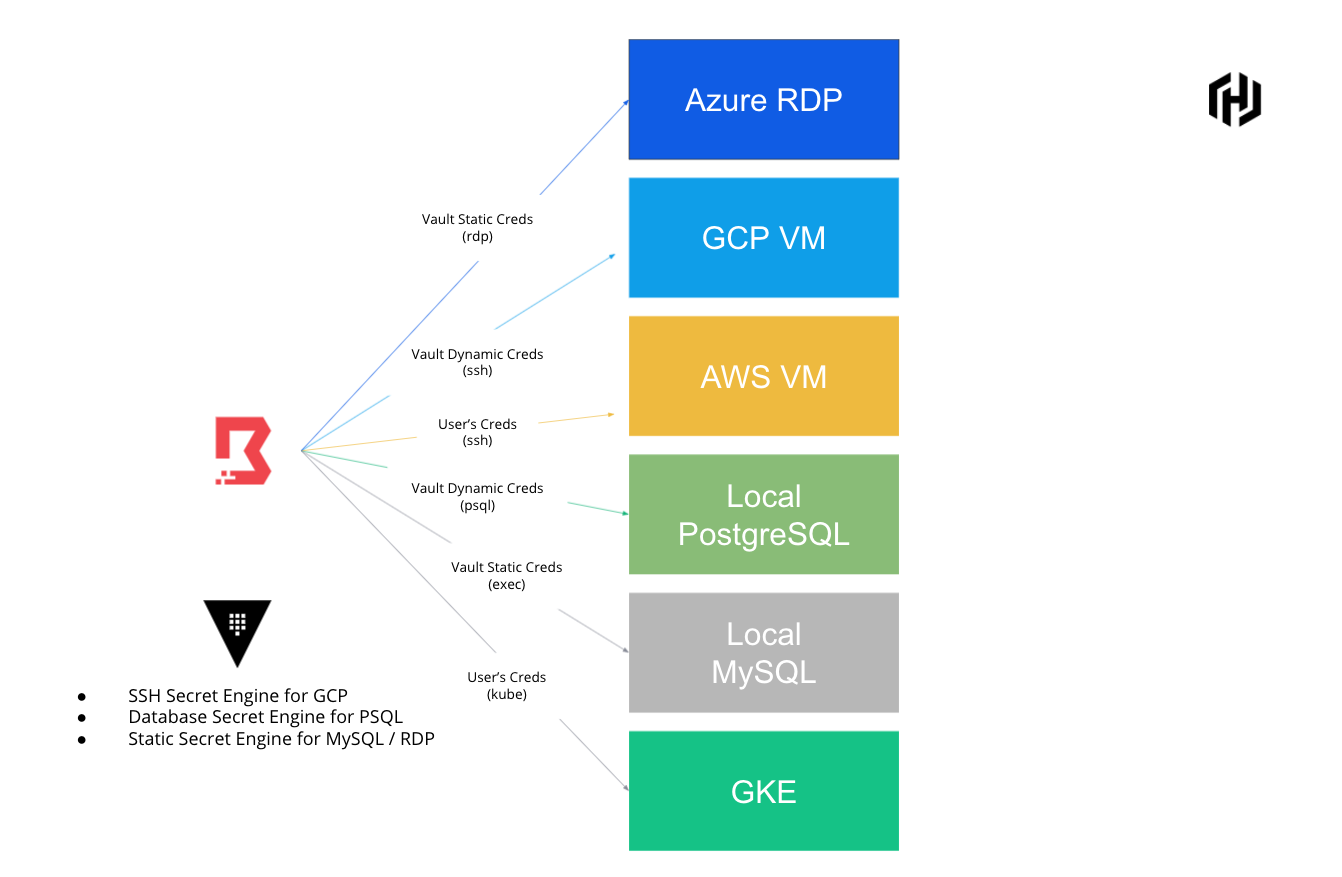 Azure RDP
Vault Static Creds
(rdp)
GCP VM
Vault Dynamic Creds
(ssh)
AWS VM
User’s Creds
(ssh)
Vault Dynamic Creds
(psql)
Local
PostgreSQL
Vault Static Creds
(exec)
Local
MySQL
User’s Creds
(kube)
GKE
● SSH Secret Engine for GCP
● Database Secret Engine for PSQL
● Static Secret Engine for MySQL / RDP